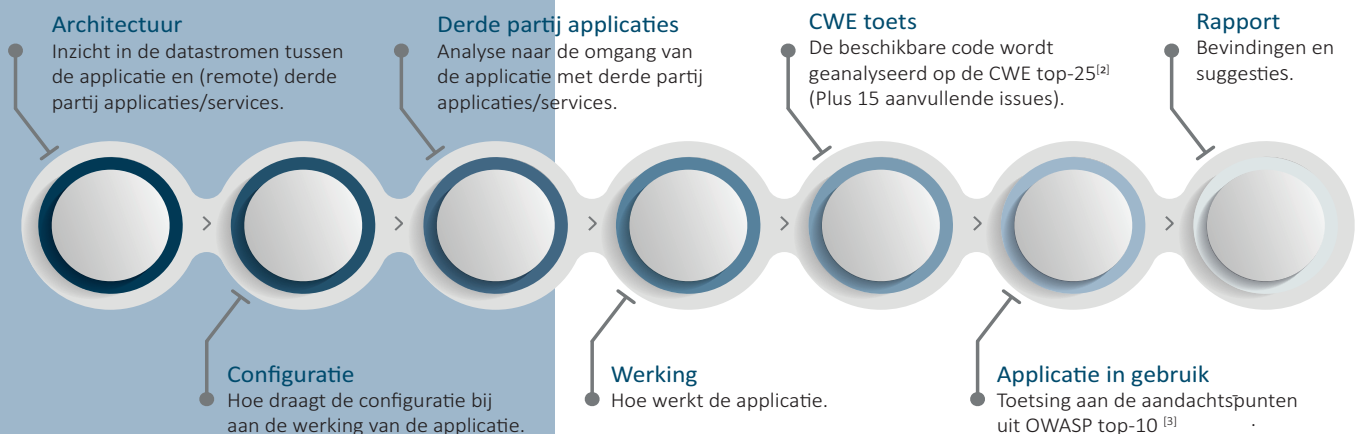 Architectuur
Inzicht in de datastromen tussen
de applicatie en (remote) derde
partij applicaties/services.
Derde partij applicaties
Analyse naar de omgang van
de applicatie met derde partij
applicaties/services.
CWE toets
De beschikbare code wordt
geanalyseerd op de CWE top-25[2]
(Plus 15 aanvullende issues).
Rapport
Bevindingen en
suggesties.
Configuratie
Hoe draagt de configuratie bij
aan de werking van de applicatie.
Werking
Hoe werkt de applicatie.
Applicatie in gebruik
Toetsing aan de aandachtspunten
uit OWASP top-10 [3]